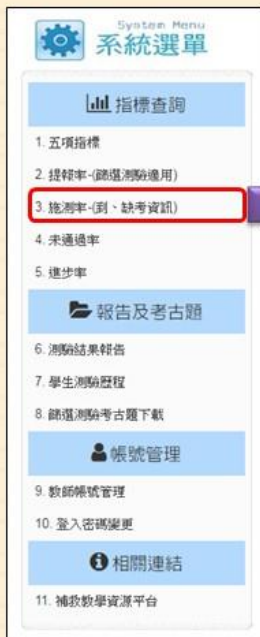 System Menu
系統選單
指標查詢
1. 五項指標
2. 提報率-(篩選測驗適用)
3. 施測率-(到、缺考資訊)
4. 未通過率
5. 進步率
報告及考古題
6. 測驗結果報告
7. 學生測驗歷程
8. 篩選測驗考古題下載
帳號管理
9. 教師帳號管理
10. 登入密碼變更
相關連結
11. 補救教學資源平台